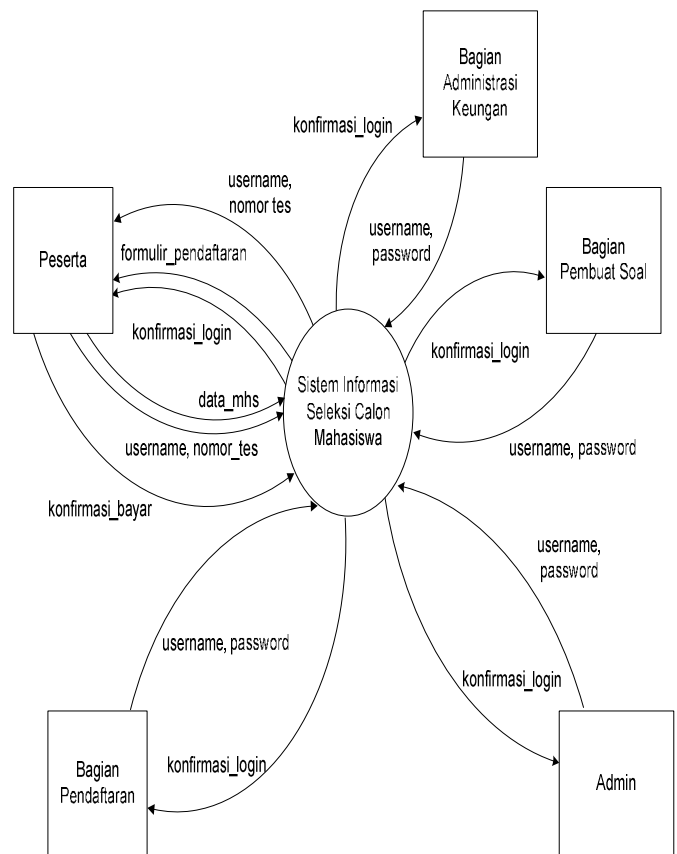 Bagian
Administrasi
Keungan
konfirmasi_login
username,
nomor tes
username,
password
Peserta
formulir_pendaftaran
Bagian
Pembuat Soal
konfirmasi_login
konfirmasi_login
Sistem Informasi
Seleksi Calon
Mahasiswa
data_mhs
username, nomor_tes
username, password
konfirmasi_bayar
username,
password
username, password
konfirmasi_login
konfirmasi_login
Bagian
Pendaftaran
Admin